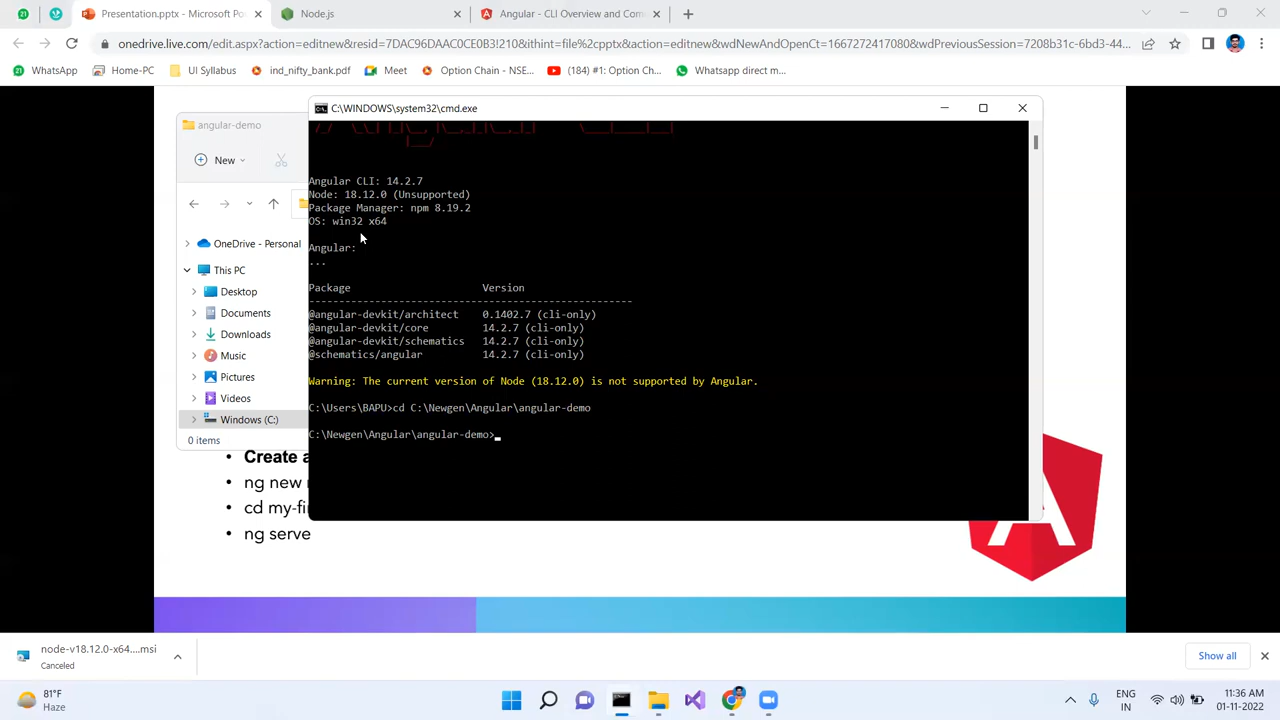 Presentation.pptx - Microsoft Po
Node.js
Angular - CLI Overview and Com
onedrive.live.com/edit.aspx?action=editnew&resid=7DAC96DAAC0CE0B3!216&ithint=file%2cpptx&action=editnew&wdNewAndOpenCt=1667272417080&wdPreviousSession=7208b31c-6bd3-44...
WhatsApp
Home-PC
UI Syllabus
ind_nifty_bank.pdf
Meet
Option Chain - NSE...
(184) #1: Option Ch...
Whatsapp direct m...
angular-demo
New
OneDrive - Personal
This PC
Desktop
Documents
Downloads
Music
Pictures
Videos
Windows (C:)
0 items
C:\WINDOWS\system32\cmd.exe
Angular CLI: 14.2.7
Node: 18.12.0 (Unsupported)
Package Manager: npm 8.19.2
OS: win32 x64
Angular:
...
Package Version
------------------------------------------------------
@angular-devkit/architect 0.1402.7 (cli-only)
@angular-devkit/core 14.2.7 (cli-only)
@angular-devkit/schematics 14.2.7 (cli-only)
@schematics/angular 14.2.7 (cli-only)
Warning: The current version of Node (18.12.0) is not supported by Angular.
C:\Users\BAPU>cd C:\Newgen\Angular\angular-demo
C:\Newgen\Angular\angular-demo>
• Create a
• ng new
• cd my-fi
• ng serve
node-v18.12.0-x64....msi
Canceled
Show all
81°F
Haze
ENG
IN
11:36 AM
01-11-2022